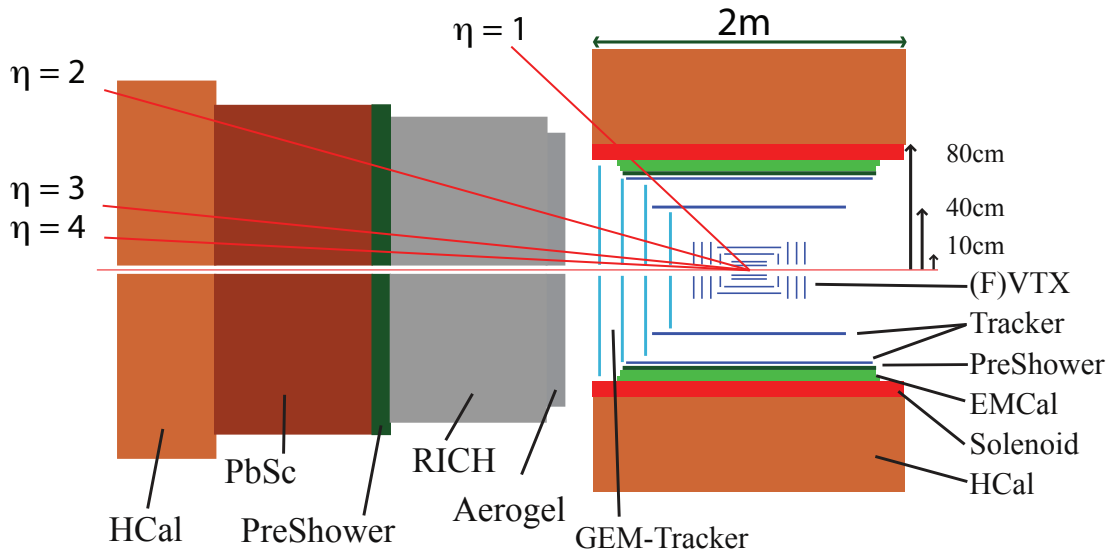 η = 1
2m
η = 2
80cm
η = 3
40cm
η = 4
10cm
(F)VTX
Tracker
PreShower
EMCal
Solenoid
HCal
PbSc
RICH
Aerogel
HCal
PreShower
GEM-Tracker